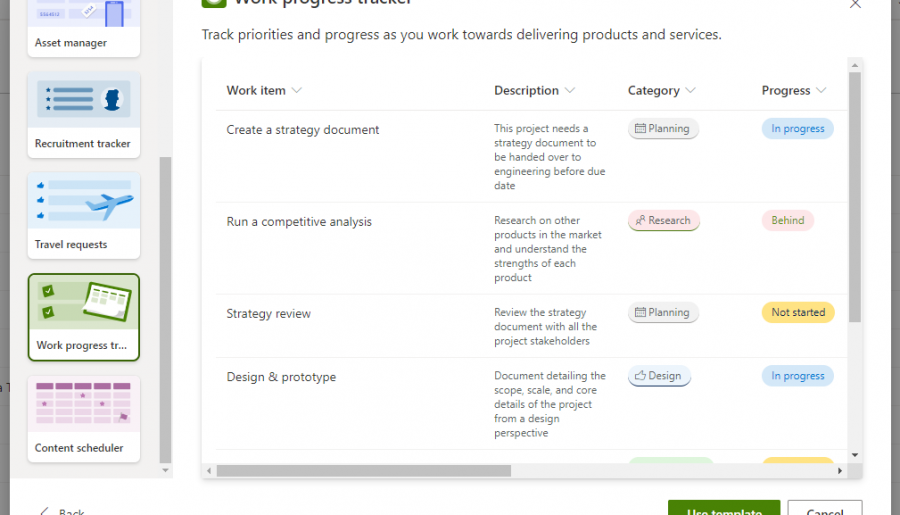 Work progress tracker
Track priorities and progress as you work towards delivering products and services.
Asset manager
Recruitment tracker
Travel requests
Work progress tr...
Content scheduler
Work item Description Category Progress
Create a strategy document
This project needs a
strategy document to
be handed over to
engineering before due
date
Planning
In progress
Run a competitive analysis
Research on other
products in the market
and understand the
strengths of each
product
Research
Behind
Strategy review
Review the strategy
document with all the
project stakeholders
Planning
Not started
Design & prototype
Document detailing the
scope, scale, and core
details of the project
from a design
perspective
Design
In progress
Back
Use template
Cancel